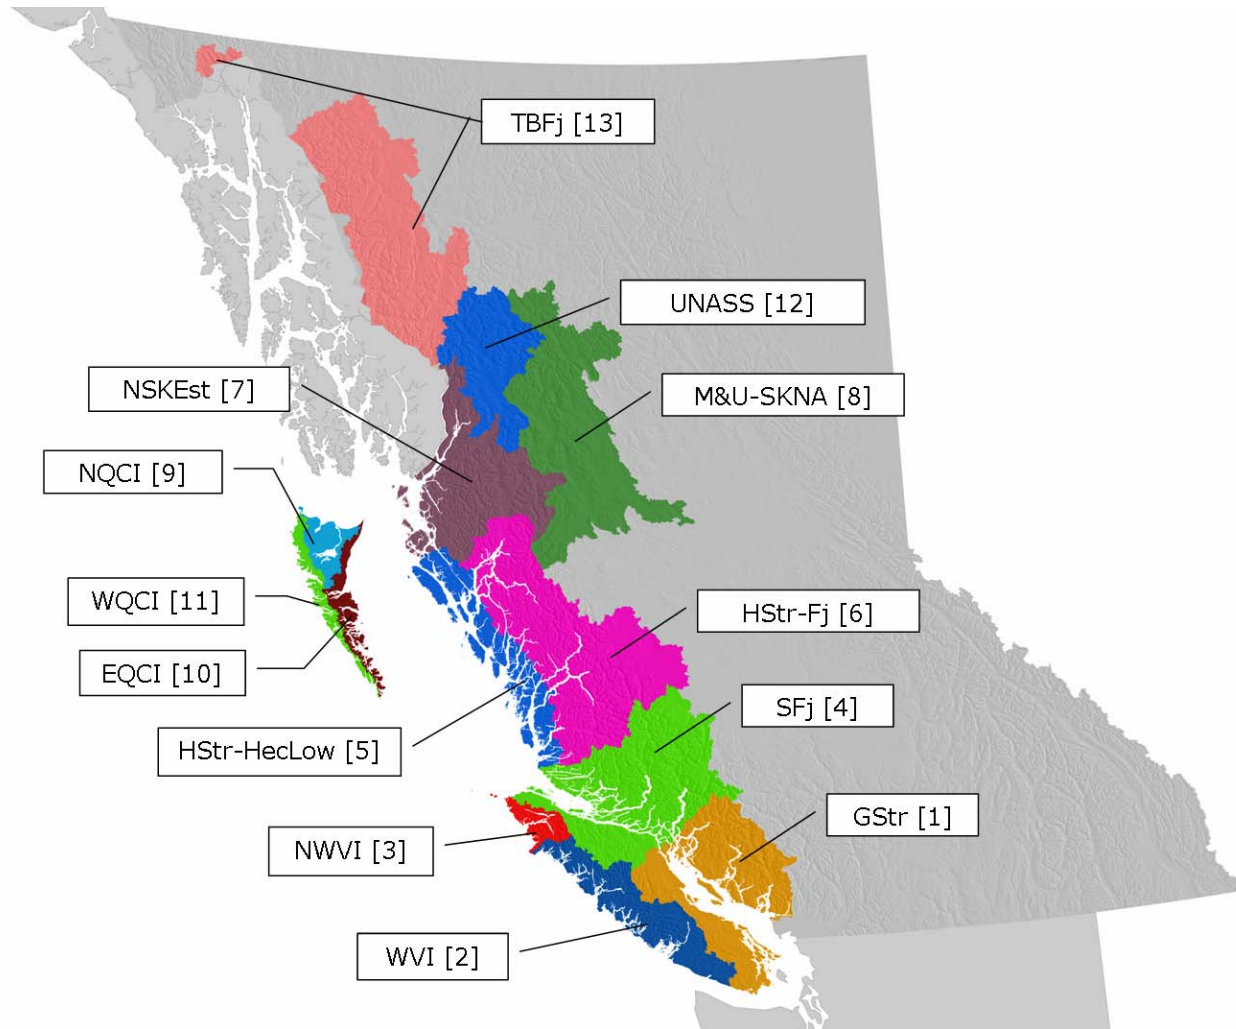 TBFj [13]
UNASS [12]
NSKEst [7]
M&U-SKNA [8]
NQCI [9]
WQCI [11]
HStr-Fj [6]
EQCI [10]
SFj [4]
HStr-HecLow [5]
GStr [1]
NWVI [3]
WVI [2]